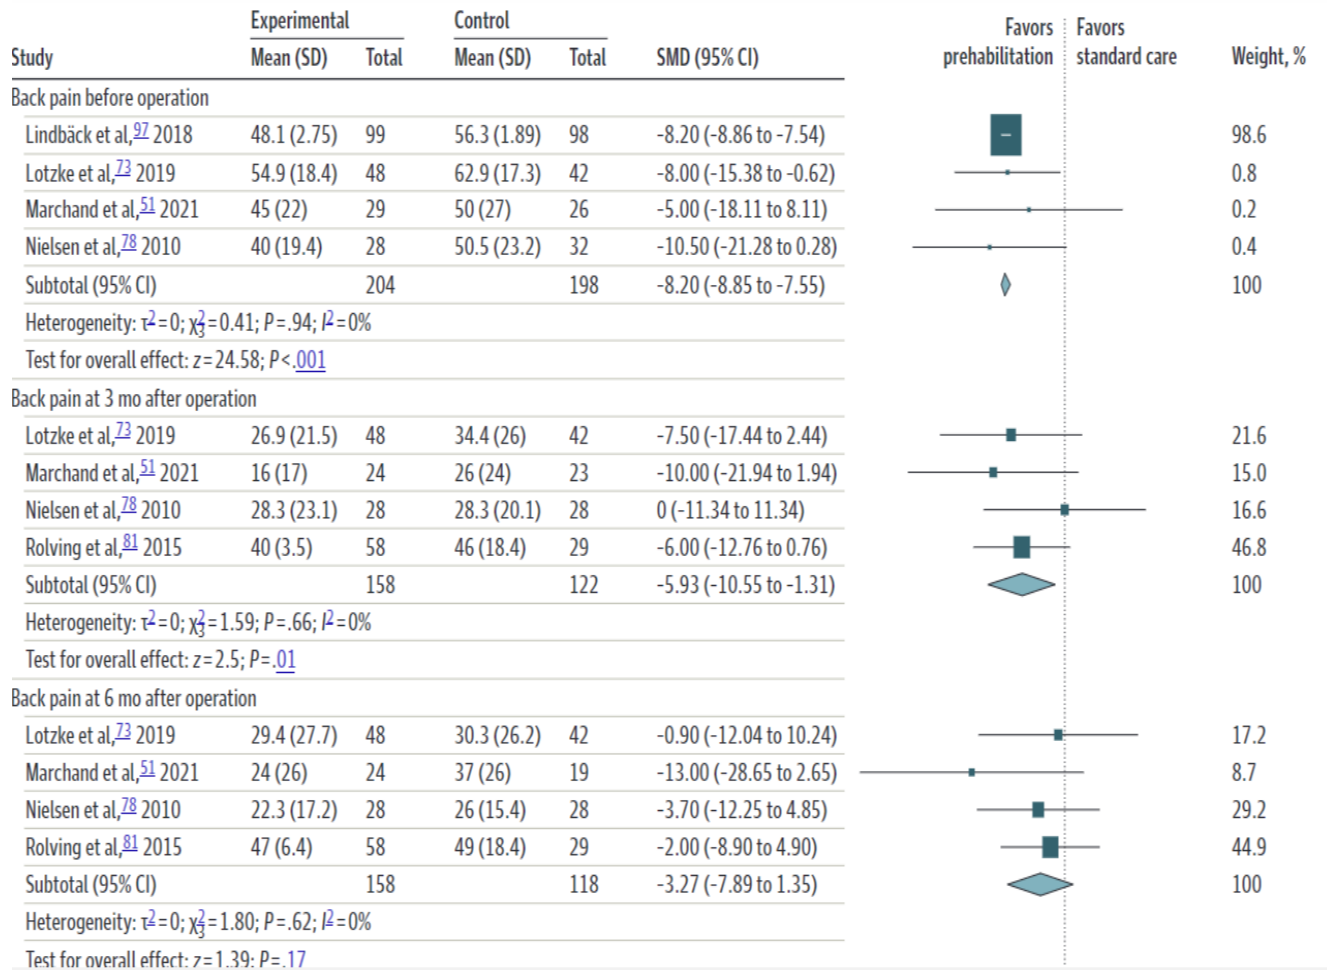 Experimental Control Favors Favors
Study Mean (SD) Total Mean (SD) Total SMD (95% CI) prehabilitation standard care Weight, %
Back pain before operation
Lindbäck et al,97 2018 48.1 (2.75) 99 56.3 (1.89) 98 -8.20 (-8.86 to -7.54) 98.6
Lotzke et al,73 2019 54.9 (18.4) 48 62.9 (17.3) 42 -8.00 (-15.38 to -0.62) 0.8
Marchand et al,51 2021 45 (22) 29 50 (27) 26 -5.00 (-18.11 to 8.11) 0.2
Nielsen et al,78 2010 40 (19.4) 28 50.5 (23.2) 32 -10.50 (-21.28 to 0.28) 0.4
Subtotal (95% CI) 204 198 -8.20 (-8.85 to -7.55) 100
Heterogeneity: τ2=0; χ23=0.41; P=.94; I2=0%
Test for overall effect: z=24.58; P<.001
Back pain at 3 mo after operation
Lotzke et al,73 2019 26.9 (21.5) 48 34.4 (26) 42 -7.50 (-17.44 to 2.44) 21.6
Marchand et al,51 2021 16 (17) 24 26 (24) 23 -10.00 (-21.94 to 1.94) 15.0
Nielsen et al,78 2010 28.3 (23.1) 28 28.3 (20.1) 28 0 (-11.34 to 11.34) 16.6
Rolving et al,81 2015 40 (3.5) 58 46 (18.4) 29 -6.00 (-12.76 to 0.76) 46.8
Subtotal (95% CI) 158 122 -5.93 (-10.55 to -1.31) 100
Heterogeneity: τ2=0; χ23=1.59; P=.66; I2=0%
Test for overall effect: z=2.5; P=.01
Back pain at 6 mo after operation
Lotzke et al,73 2019 29.4 (27.7) 48 30.3 (26.2) 42 -0.90 (-12.04 to 10.24) 17.2
Marchand et al,51 2021 24 (26) 24 37 (26) 19 -13.00 (-28.65 to 2.65) 8.7
Nielsen et al,78 2010 22.3 (17.2) 28 26 (15.4) 28 -3.70 (-12.25 to 4.85) 29.2
Rolving et al,81 2015 47 (6.4) 58 49 (18.4) 29 -2.00 (-8.90 to 4.90) 44.9
Subtotal (95% CI) 158 118 -3.27 (-7.89 to 1.35) 100
Heterogeneity: τ2=0; χ23=1.80; P=.62; I2=0%
Test for overall effect: z=1.39; P=.17